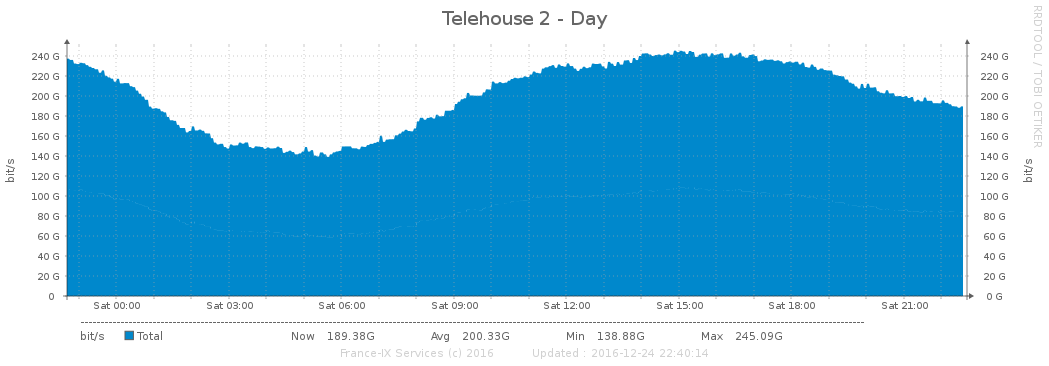 Telehouse 2 - Day
RRDTOOL / TOBI OETIKER
240 G 240 G
220 G 220 G
200 G 200 G
180 G 180 G
160 G 160 G
140 G 140 G
120 G 120 G
100 G 100 G
80 G 80 G
60 G 60 G
40 G 40 G
20 G 20 G
0 0 G
bit/s bit/s
Sat 00:00 Sat 03:00 Sat 06:00 Sat 09:00 Sat 12:00 Sat 15:00 Sat 18:00 Sat 21:00
bit/s Total Now 189.38G Avg 200.33G Min 138.88G Max 245.09G
France-IX Services (c) 2016 Updated : 2016-12-24 22:40:14